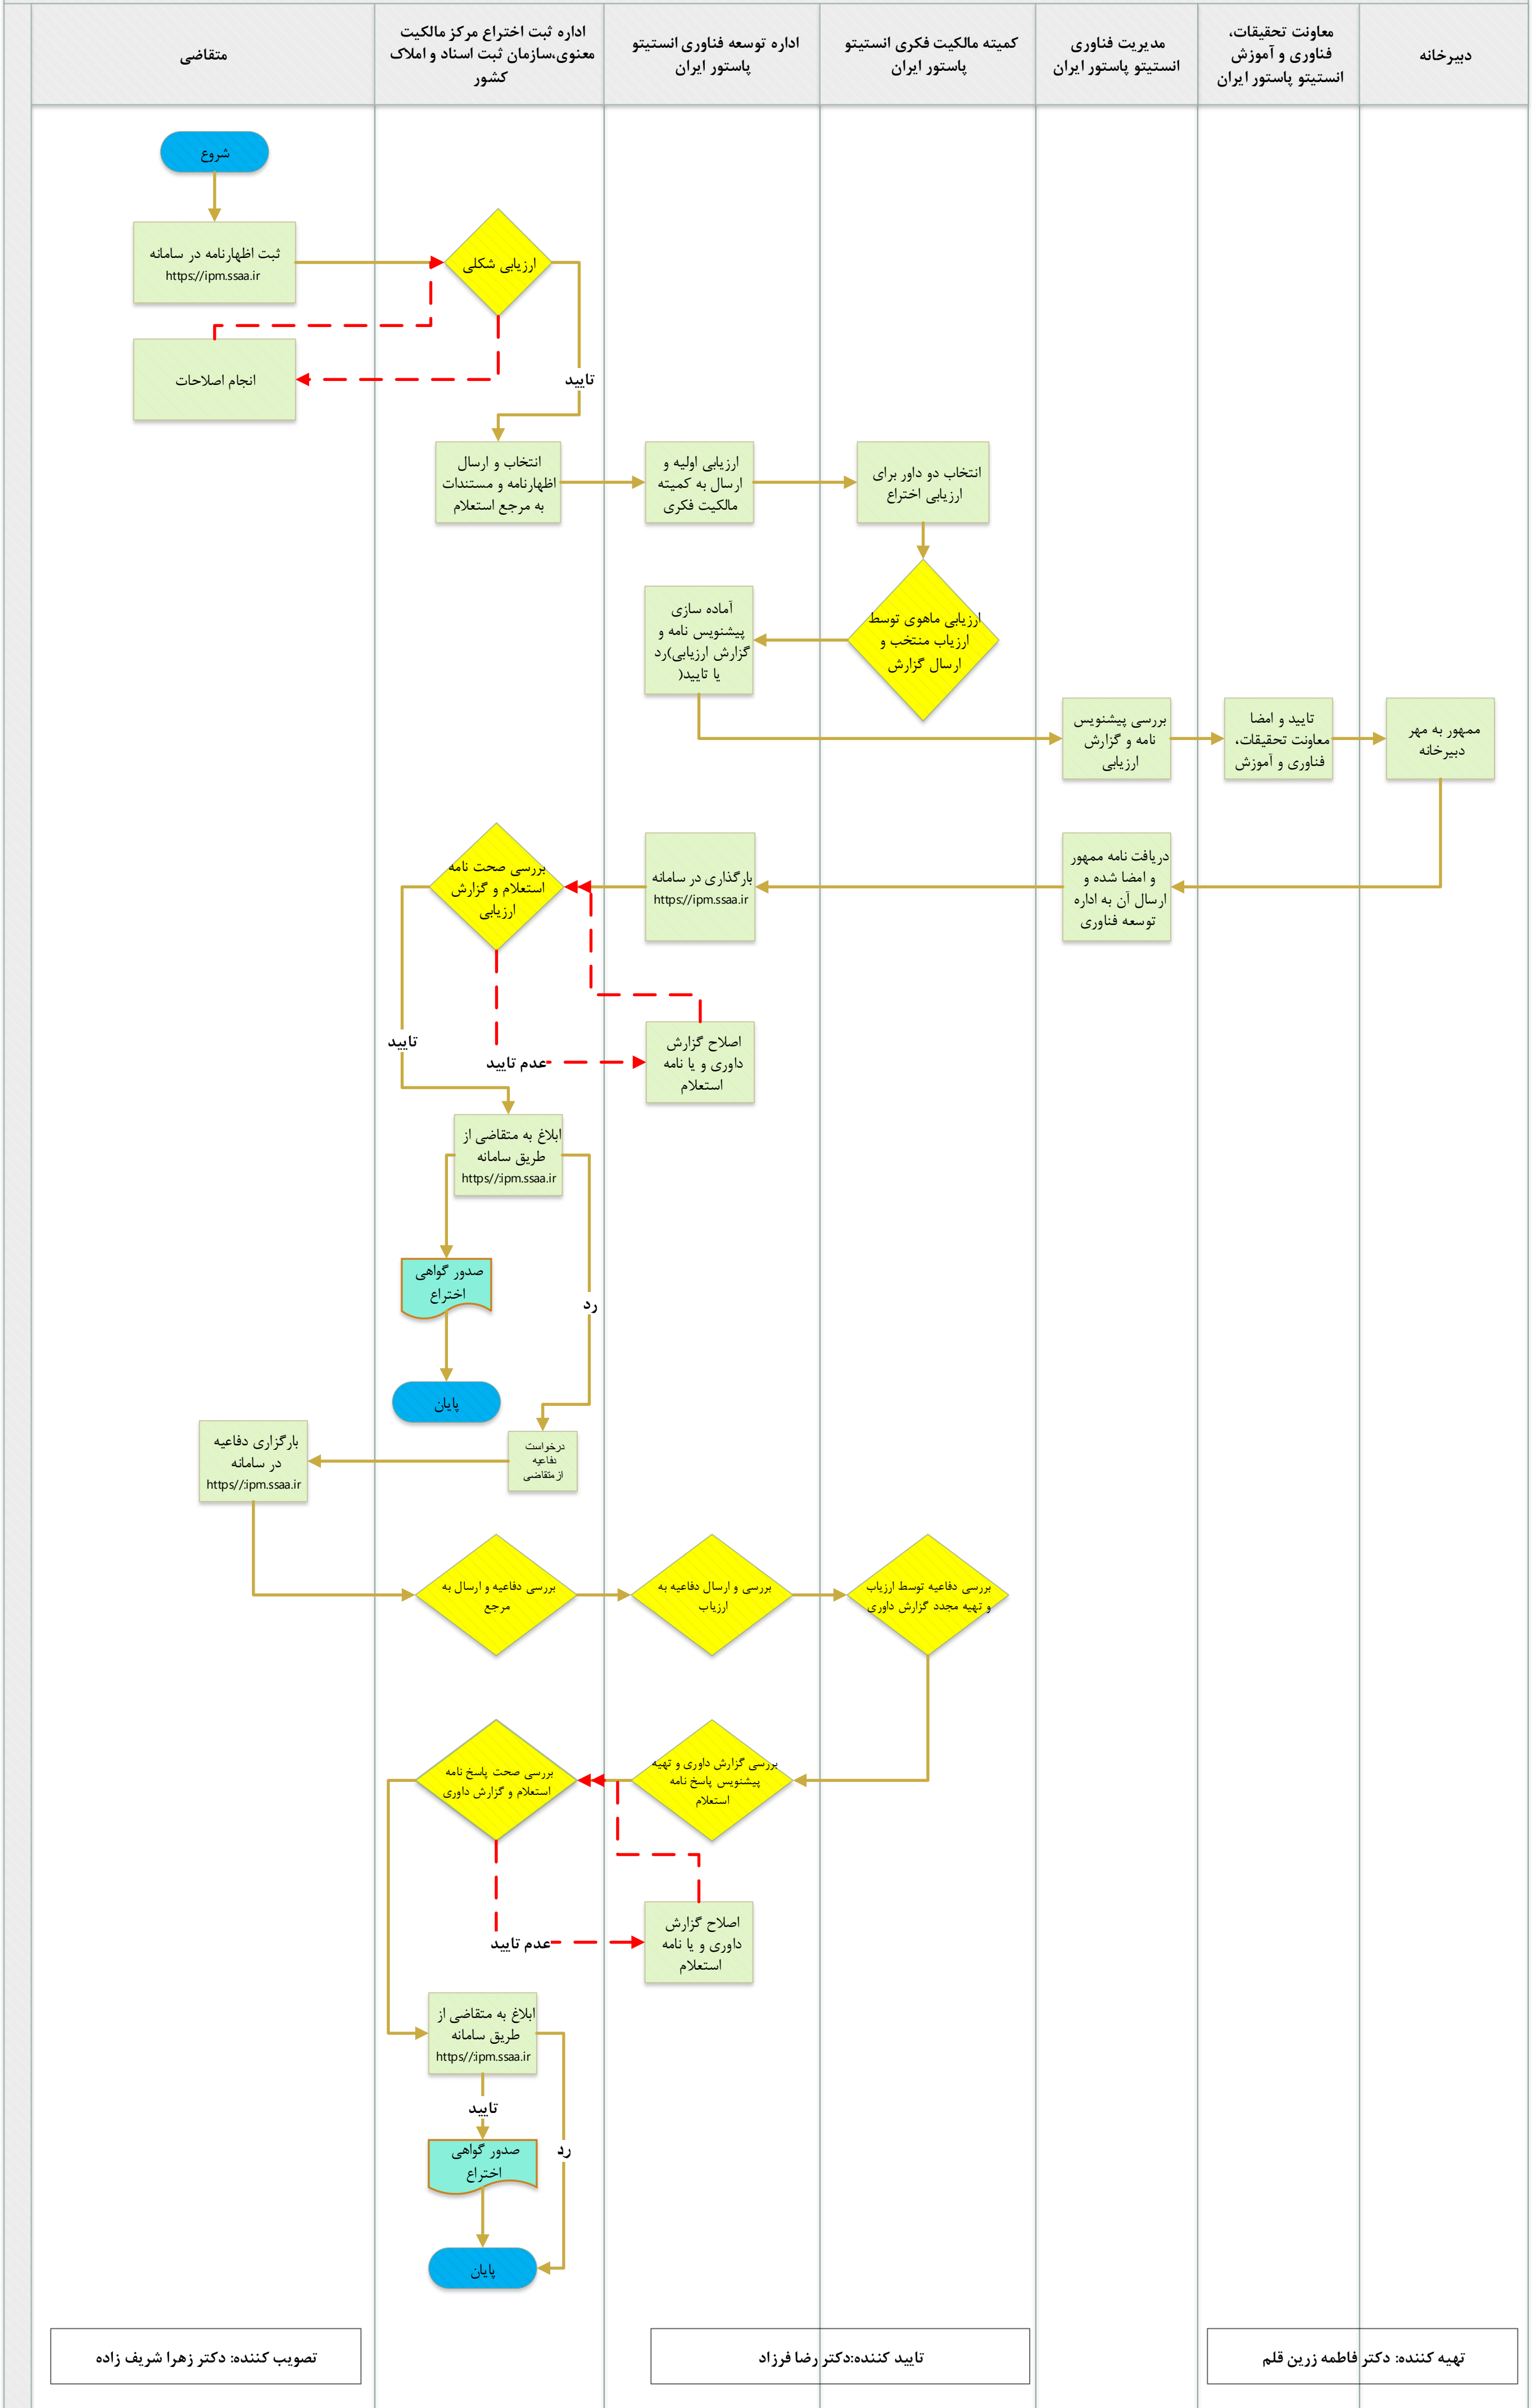 متقاضی
اداره ثبت اختراع مرکز مالکیت
معنوی،سازمان ثبت اسناد و املاک
کشور
اداره توسعه فناوری انستیتو
پاستور ایران
کمیته مالکیت فکری انستیتو
پاستور ایران
مدیریت فناوری
انستیتو پاستور ایران
معاونت تحقیقات،
فناوری و آموزش
انستیتو پاستور ایران
دبیرخانه
شروع
ثبت اظهارنامه در سامانه
https://ipm.ssaa.ir
ارزیابی شکلی
انجام اصلاحات
تایید
انتخاب و ارسال
اظهارنامه و مستندات
به مرجع استعلام
ارزیابی اولیه و
ارسال به کمیته
مالکیت فکری
انتخاب دو داور برای
ارزیابی اختراع
ارزیابی ماهوی توسط
ارزیاب منتخب و
ارسال گزارش
آماده سازی
پیشنویس نامه و
گزارش ارزیابی)رد
یا تایید(
بررسی پیشنویس
نامه و گزارش
ارزیابی
تایید و امضا
معاونت تحقیقات،
فناوری و آموزش
ممهور به مهر
دبیرخانه
دریافت نامه ممهور
و امضا شده و
ارسال آن به اداره
توسعه فناوری
بارگذاری در سامانه
https://ipm.ssaa.ir
بررسی صحت نامه
استعلام و گزارش
ارزیابی
تایید
عدم تایید
اصلاح گزارش
داوری و یا نامه
استعلام
ابلاغ به متقاضی از
طریق سامانه
https//:ipm.ssaa.ir
صدور گواهی
اختراع
رد
پایان
درخواست
دفاعیه
از متقاضی
بارگزاری دفاعیه
در سامانه
https//:ipm.ssaa.ir
بررسی دفاعیه و ارسال به
مرجع
بررسی و ارسال دفاعیه به
ارزیاب
بررسی دفاعیه توسط ارزیاب
و تهیه مجدد گزارش داوری
بررسی گزارش داوری و تهیه
پیشنویس پاسخ نامه
استعلام
بررسی صحت پاسخ نامه
استعلام و گزارش داوری
عدم تایید
اصلاح گزارش
داوری و یا نامه
استعلام
ابلاغ به متقاضی از
طریق سامانه
https//:ipm.ssaa.ir
تایید
رد
صدور گواهی
اختراع
پایان
تهیه کننده: دکتر فاطمه زرین قلم
تایید کننده:دکتر رضا فرزاد
تصویب کننده: دکتر زهرا شریف زاده